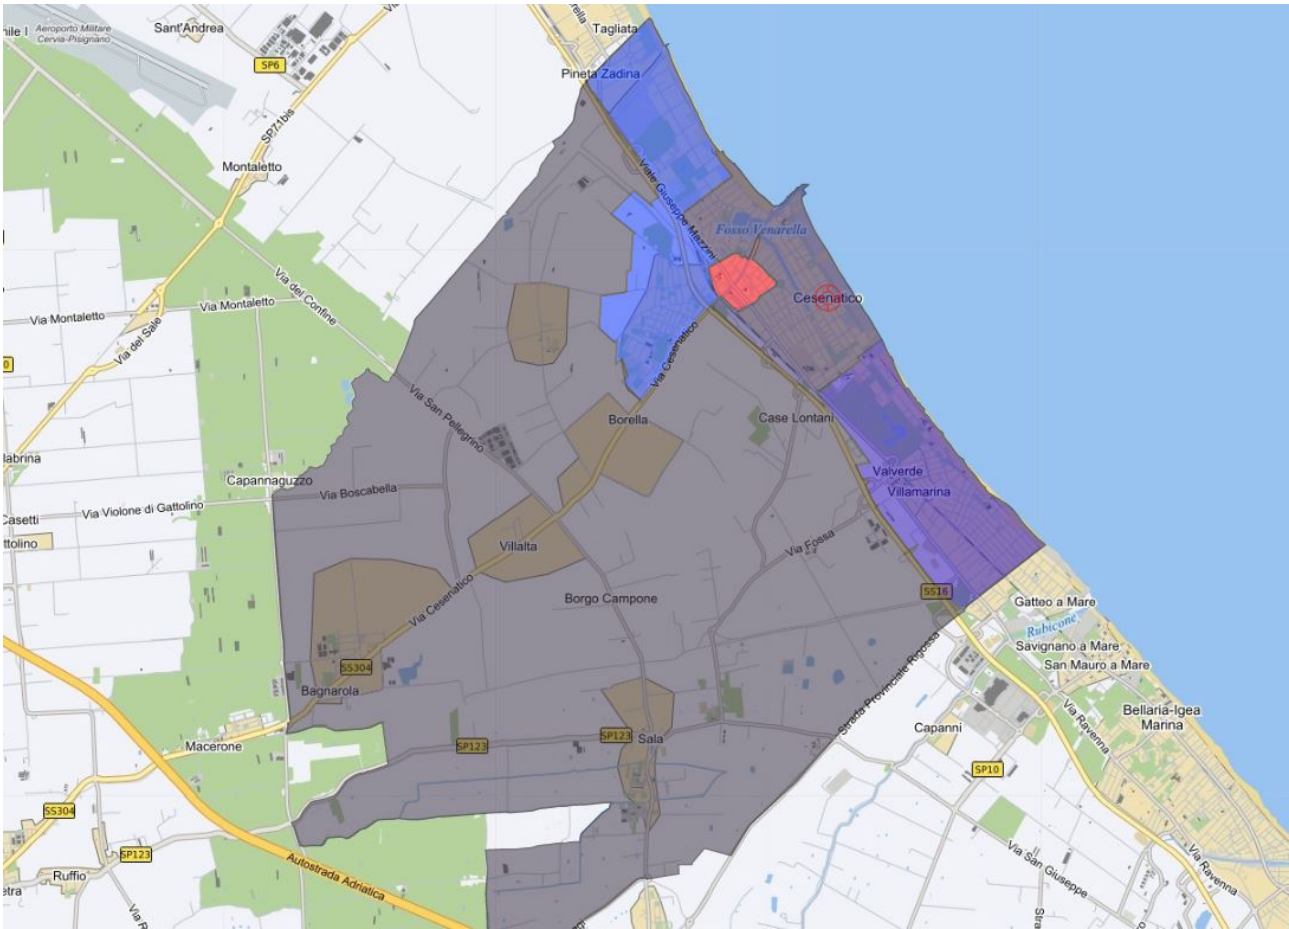 Tagliata
Sant'Andrea
Aeroporto Militare
Cervia-Pisignano
SP6
Pineta Zadina
SP71bis
Montaletto
Viale Giuseppe Mazzini
Fosso Venarella
Via del Confine
Cesenatico
Via Montaletto
Via Montaletto
Via del Sale
Via Cesenatico
Via San Pellegrino
Borella
Case Lontani
Capannaguzzo
Via Boscabella
Valverde
Villamarina
Via Violone di Gattolino
Villalta
Via Fossa
Via Cesenatico
Borgo Campone
SS16
Gatteo a Mare
Rubicone
Savignano a Mare
San Mauro a Mare
Strada Provinciale Rigossa
SS304
Bagnarola
Bellaria-Igea
Marina
Via Ravenna
Capanni
Macerone
SP123
SP123
Sala
SP10
SS304
SP123
Autostrada Adriatica
Ruffio
Via San Giuseppe
Via Ravenna